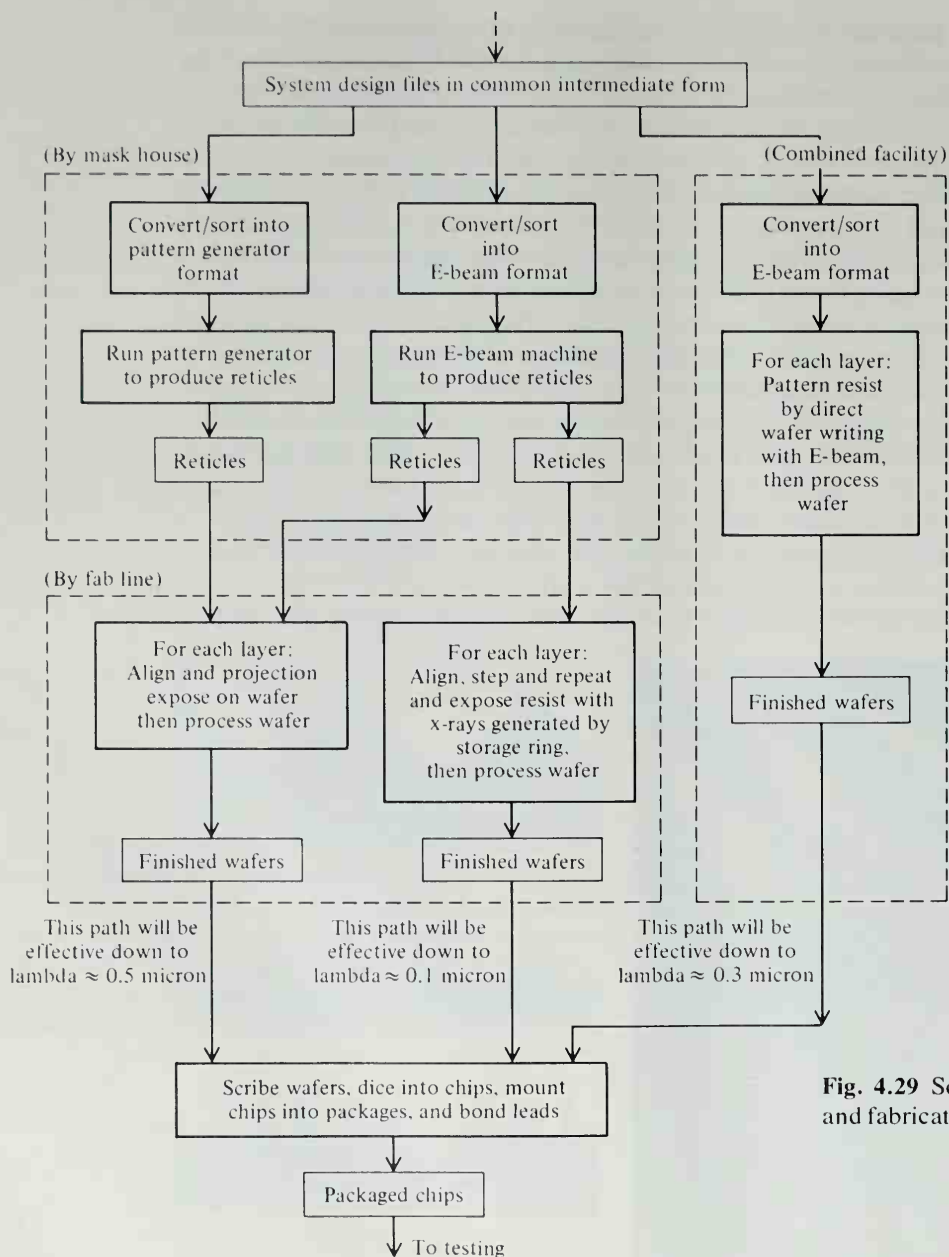 System design files in common intermediate form
(By mask house)
(Combined facility)
Convert/sort into
pattern generator
format
Convert/sort
into
E-beam format
Convert/sort
into
E-beam format
Run pattern generator
to produce reticles
Run E-beam machine
to produce reticles
For each layer:
Pattern resist
by direct
wafer writing
with E-beam,
then process
wafer
Reticles
Reticles
Reticles
(By fab line)
For each layer:
Align and projection
expose on wafer
then process wafer
For each layer:
Align, step and repeat
and expose resist with
x-rays generated by
storage ring,
then process wafer
Finished wafers
Finished wafers
Finished wafers
This path will be
effective down to
lambda ≈ 0.5 micron
This path will be
effective down to
lambda ≈ 0.1 micron
This path will be
effective down to
lambda ≈ 0.3 micron
Scribe wafers, dice into chips, mount
chips into packages, and bond leads
Fig. 4.29
and fabricat
Packaged chips
To testing